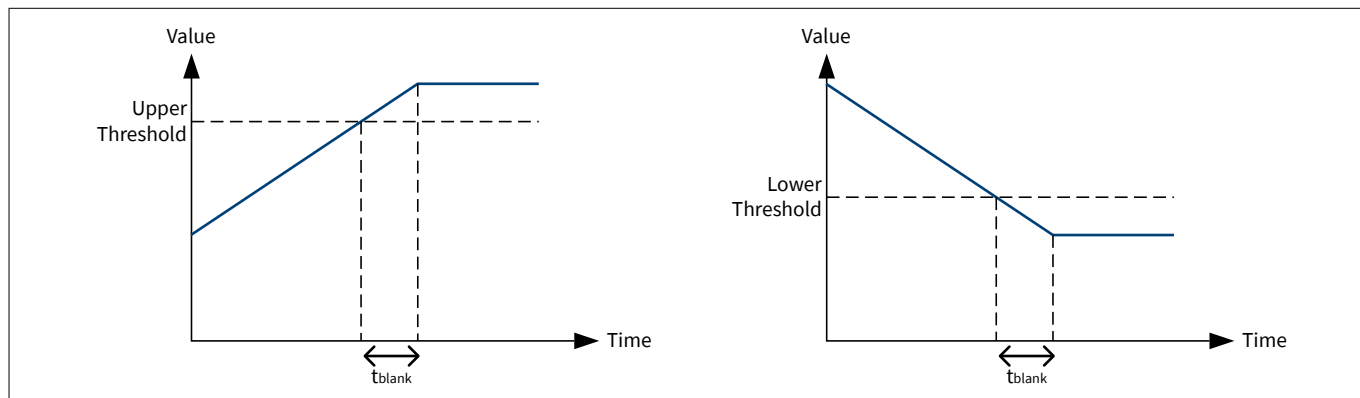 Value
Upper
Threshold
Time
tblank
Value
Lower
Threshold
Time
tblank